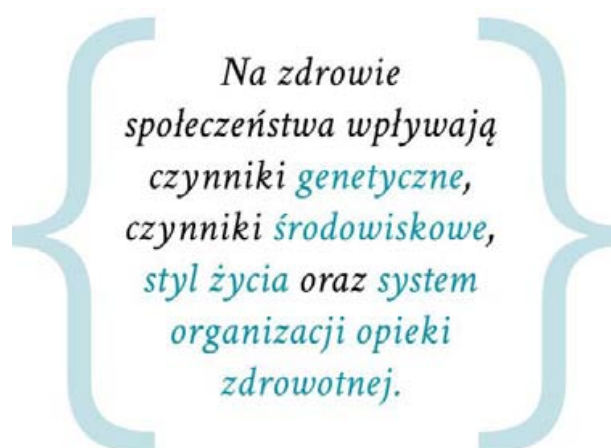 Na zdrowie
społeczeństwa wpływają
czynniki genetyczne,
czynniki środowiskowe,
styl życia oraz system
organizacji opieki
zdrowotnej.